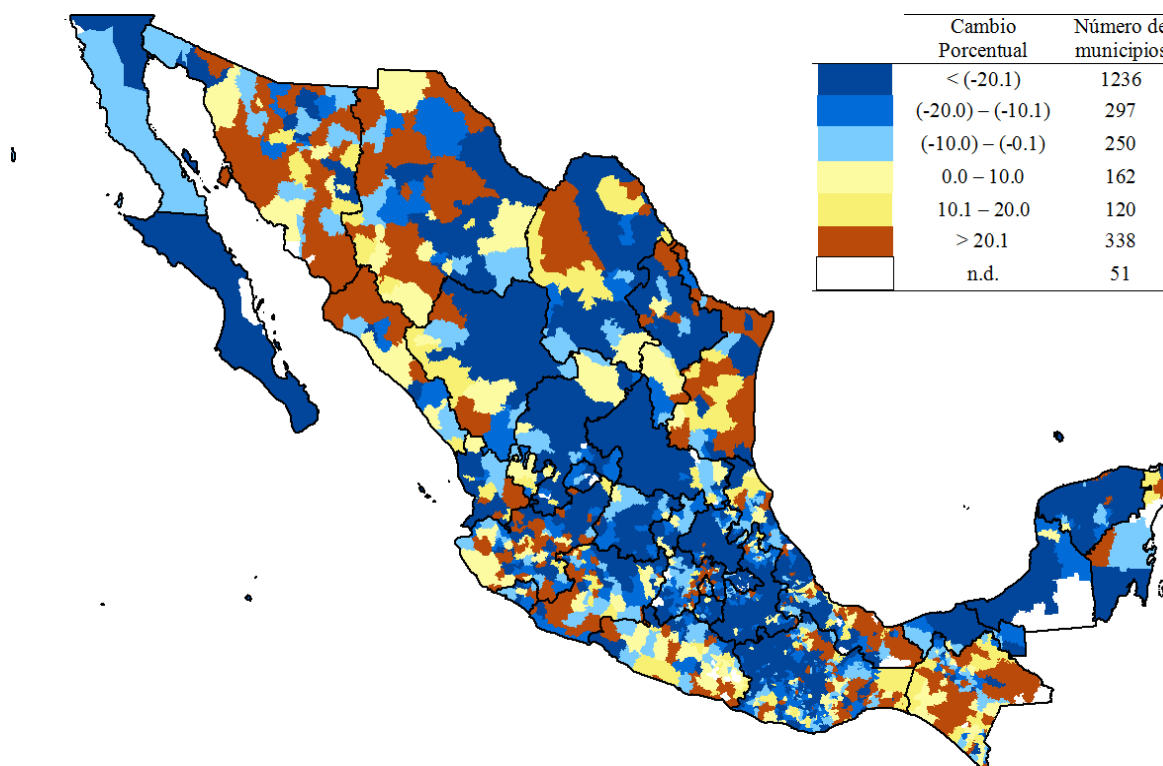 Cambio Porcentual Número de municipios
< (-20.1) 1236
(-20.0) – (-10.1) 297
(-10.0) – (-0.1) 250
0.0 – 10.0 162
10.1 – 20.0 120
> 20.1 338
n.d. 51